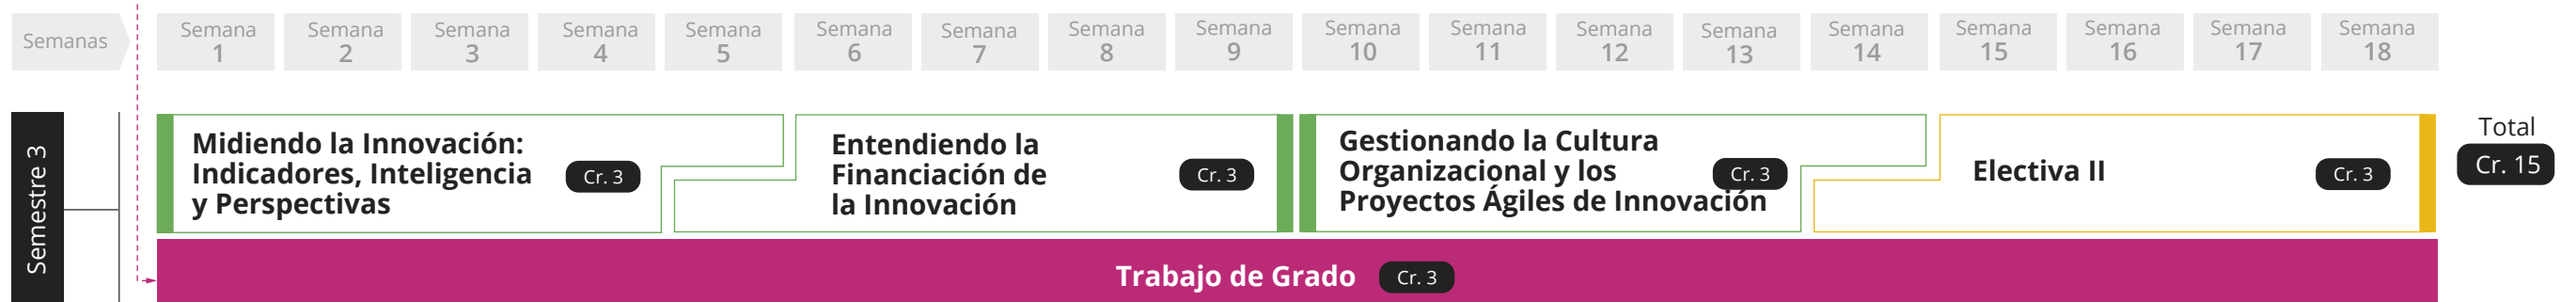 Semanas
Semana
1
Semana
2
Semana
3
Semana
4
Semana
5
Semana
6
Semana
7
Semana
8
Semana
9
Semana
10
Semana
11
Semana
12
Semana
13
Semana
14
Semana
15
Semana
16
Semana
17
Semana
18
Semestre 3
Midiendo la Innovación:
Indicadores, Inteligencia
y Perspectivas
Cr. 3
Entendiendo la
Financiación de
la Innovación
Cr. 3
Gestionando la Cultura
Organizacional y los
Proyectos Ágiles de Innovación
Cr. 3
Electiva II
Cr. 3
Total
Cr. 15
Trabajo de Grado
Cr. 3